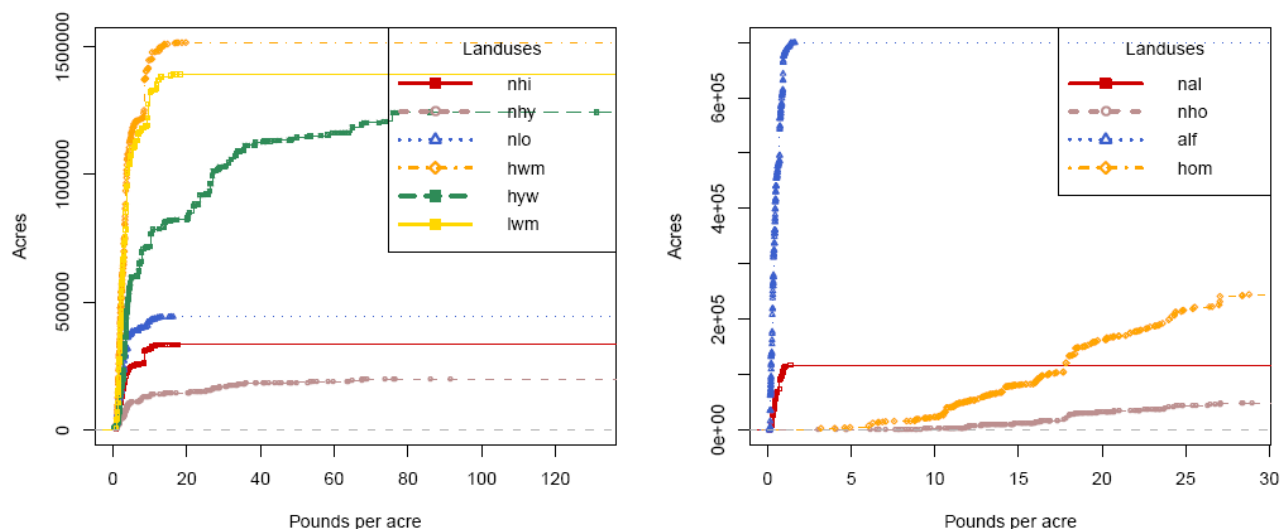 Acres
1500000
1000000
500000
0
0
20
40
60
80
100
120
Pounds per acre
Landuses
nhi
nhy
nlo
hwm
hyw
lwm
Acres
6e+05
4e+05
2e+05
0e+00
0
5
10
15
20
25
30
Pounds per acre
Landuses
nal
nho
alf
hom